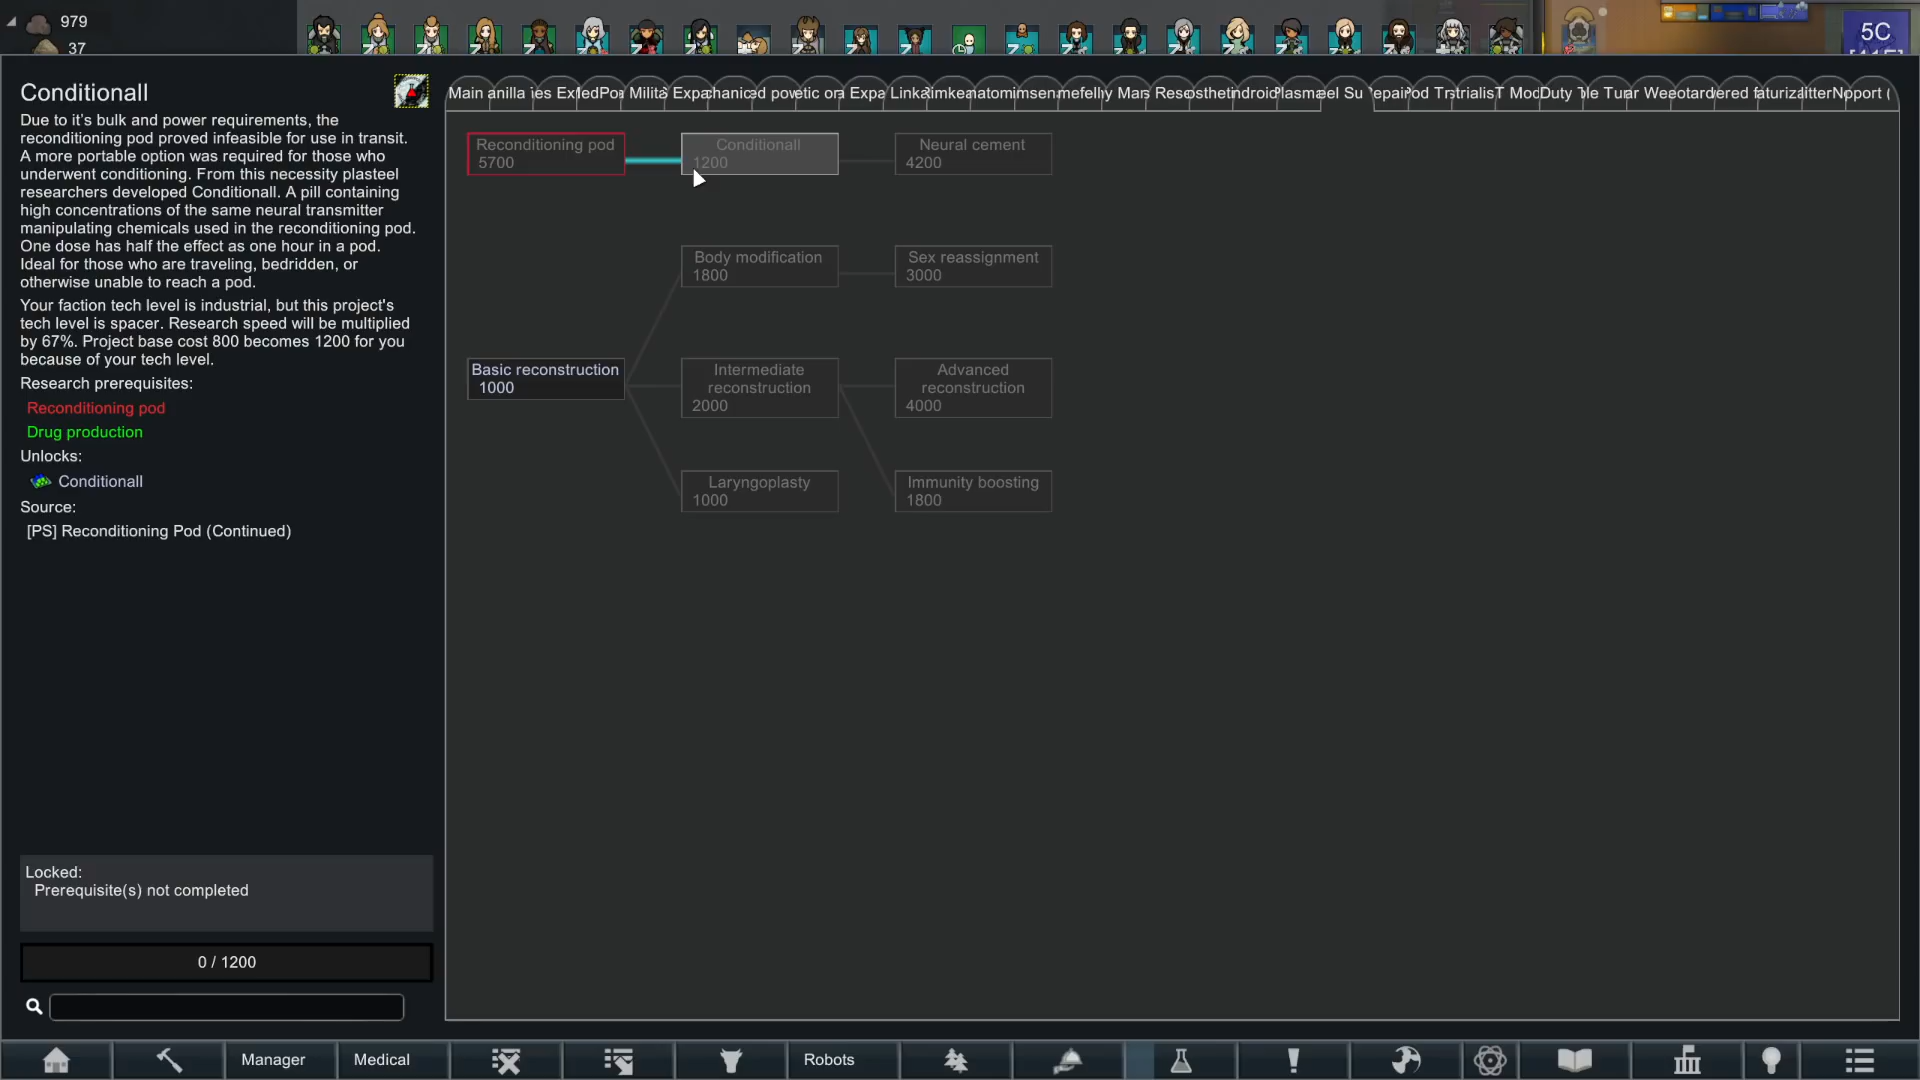 979
37
5C
Conditionall
Due to it's bulk and power requirements, the
reconditioning pod proved infeasible for use in transit.
A more portable option was required for those who
underwent conditioning. From this necessity plasteel
researchers developed Conditionall. A pill containing
high concentrations of the same neural transmitter
manipulating chemicals used in the reconditioning pod.
One dose has half the effect as one hour in a pod.
Ideal for those who are traveling, bedridden, or
otherwise unable to reach a pod.
Your faction tech level is industrial, but this project's
tech level is spacer. Research speed will be multiplied
by 67%. Project base cost 800 becomes 1200 for you
because of your tech level.
Research prerequisites:
Reconditioning pod
Drug production
Unlocks:
Conditionall
Source:
[PS] Reconditioning Pod (Continued)
Locked:
Prerequisite(s) not completed
0 / 1200
Main
Reconditioning pod
5700
Conditionall
1200
Neural cement
4200
Body modification
1800
Sex reassignment
3000
Basic reconstruction
1000
Intermediate
reconstruction
2000
Advanced
reconstruction
4000
Laryngoplasty
1000
Immunity boosting
1800
Manager
Medical
Robots